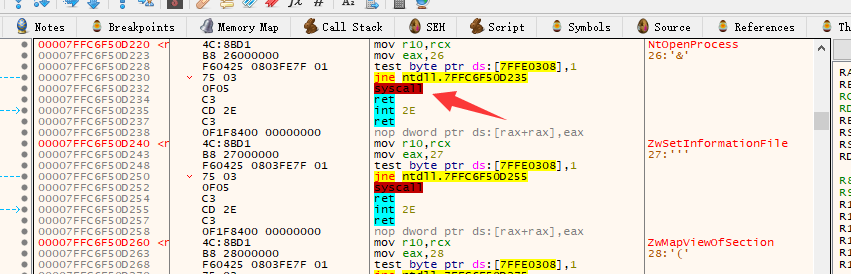 fx # A₂
Notes Breakpoints Memory Map Call Stack SEH Script Symbols Source References Th
00007FFC6F50D220 <r 4C:8BD1 mov r10,rcx NtOpenProcess
00007FFC6F50D223 B8 26000000 mov eax,26 26:'&'
00007FFC6F50D228 F60425 0803FE7F 01 test byte ptr ds:[7FFE0308],1
00007FFC6F50D230 75 03 jne ntdll.7FFC6F50D235
00007FFC6F50D232 0F05 syscall
00007FFC6F50D234 C3 ret
00007FFC6F50D235 CD 2E int 2E
00007FFC6F50D237 C3 ret
00007FFC6F50D238 0F1F8400 00000000 nop dword ptr ds:[rax+rax],eax
00007FFC6F50D240 <r 4C:8BD1 mov r10,rcx ZwSetInformationFile
00007FFC6F50D243 B8 27000000 mov eax,27 27:'''
00007FFC6F50D248 F60425 0803FE7F 01 test byte ptr ds:[7FFE0308],1
00007FFC6F50D250 75 03 jne ntdll.7FFC6F50D255
00007FFC6F50D252 0F05 syscall
00007FFC6F50D254 C3 ret
00007FFC6F50D255 CD 2E int 2E
00007FFC6F50D257 C3 ret
00007FFC6F50D258 0F1F8400 00000000 nop dword ptr ds:[rax+rax],eax
00007FFC6F50D260 <r 4C:8BD1 mov r10,rcx ZwMapViewOfSection
00007FFC6F50D263 B8 28000000 mov eax,28 28:'('
00007FFC6F50D268 F60425 0803FE7F 01 test byte ptr ds:[7FFE0308],1